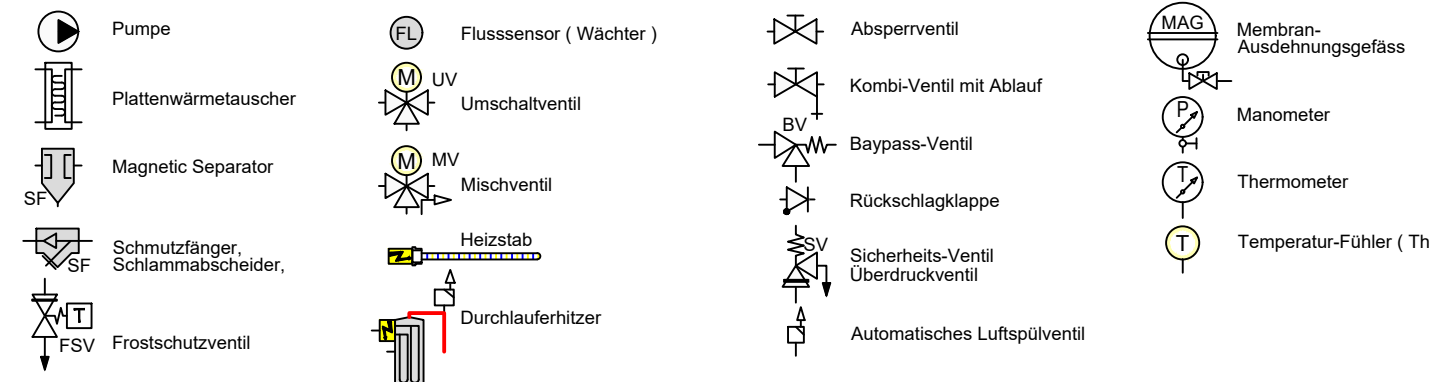 Pumpe
Plattenwärmetauscher
Magnetic Separator
SF
Schmutzfänger,
Schlammabscheider,
SF
T
FSV
Frostschutzventil
FL
Flusssensor ( Wächter )
M
UV
Umschaltventil
M
MV
Mischventil
Heizstab
Durchlauferhitzer
Absperrventil
Kombi-Ventil mit Ablauf
BV
Baypass-Ventil
Rückschlagklappe
SV
Sicherheits-Ventil
Überdruckventil
Automatisches Luftspülventil
MAG
Membran-
Ausdehnungsgefäss
P
Manometer
T
Thermometer
T
Temperatur-Fühler ( Th